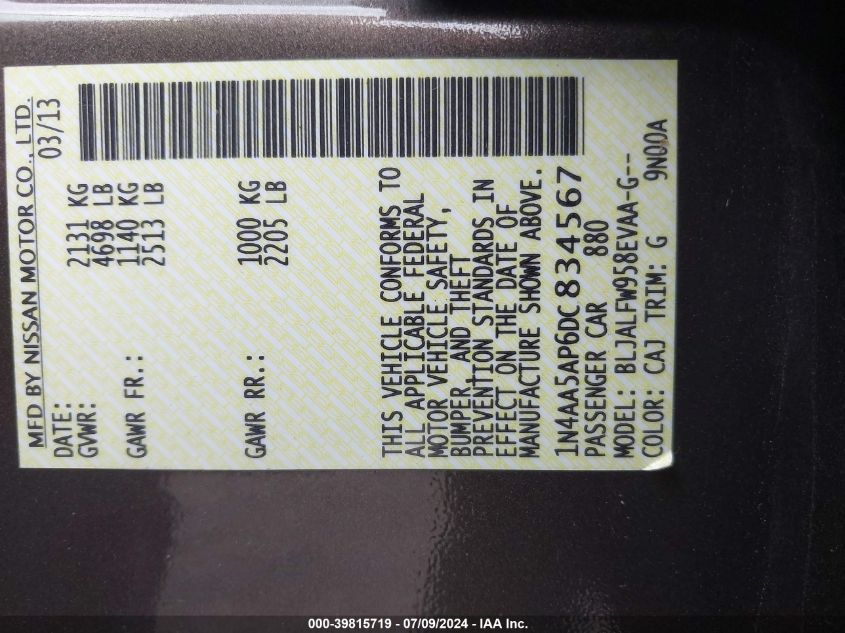 MFD BY NISSAN MOTOR CO., LTD.
DATE: 03/13
GVWR: 2131 KG
4698 LB
GAWR FR.: 1140 KG
2513 LB
GAWR RR.: 1000 KG
2205 LB
THIS VEHICLE CONFORMS TO
ALL APPLICABLE FEDERAL
MOTOR VEHICLE SAFETY,
BUMPER, AND THEFT
PREVENTION STANDARDS IN
EFFECT ON THE DATE OF
MANUFACTURE SHOWN ABOVE.
1N4AA5AP6DC834567
PASSENGER CAR 880
MODEL: BLJALFW958EVAA-G--
COLOR: CAJ TRIM: G 9N00A
000-39815719 - 07/09/2024 - IAA Inc.